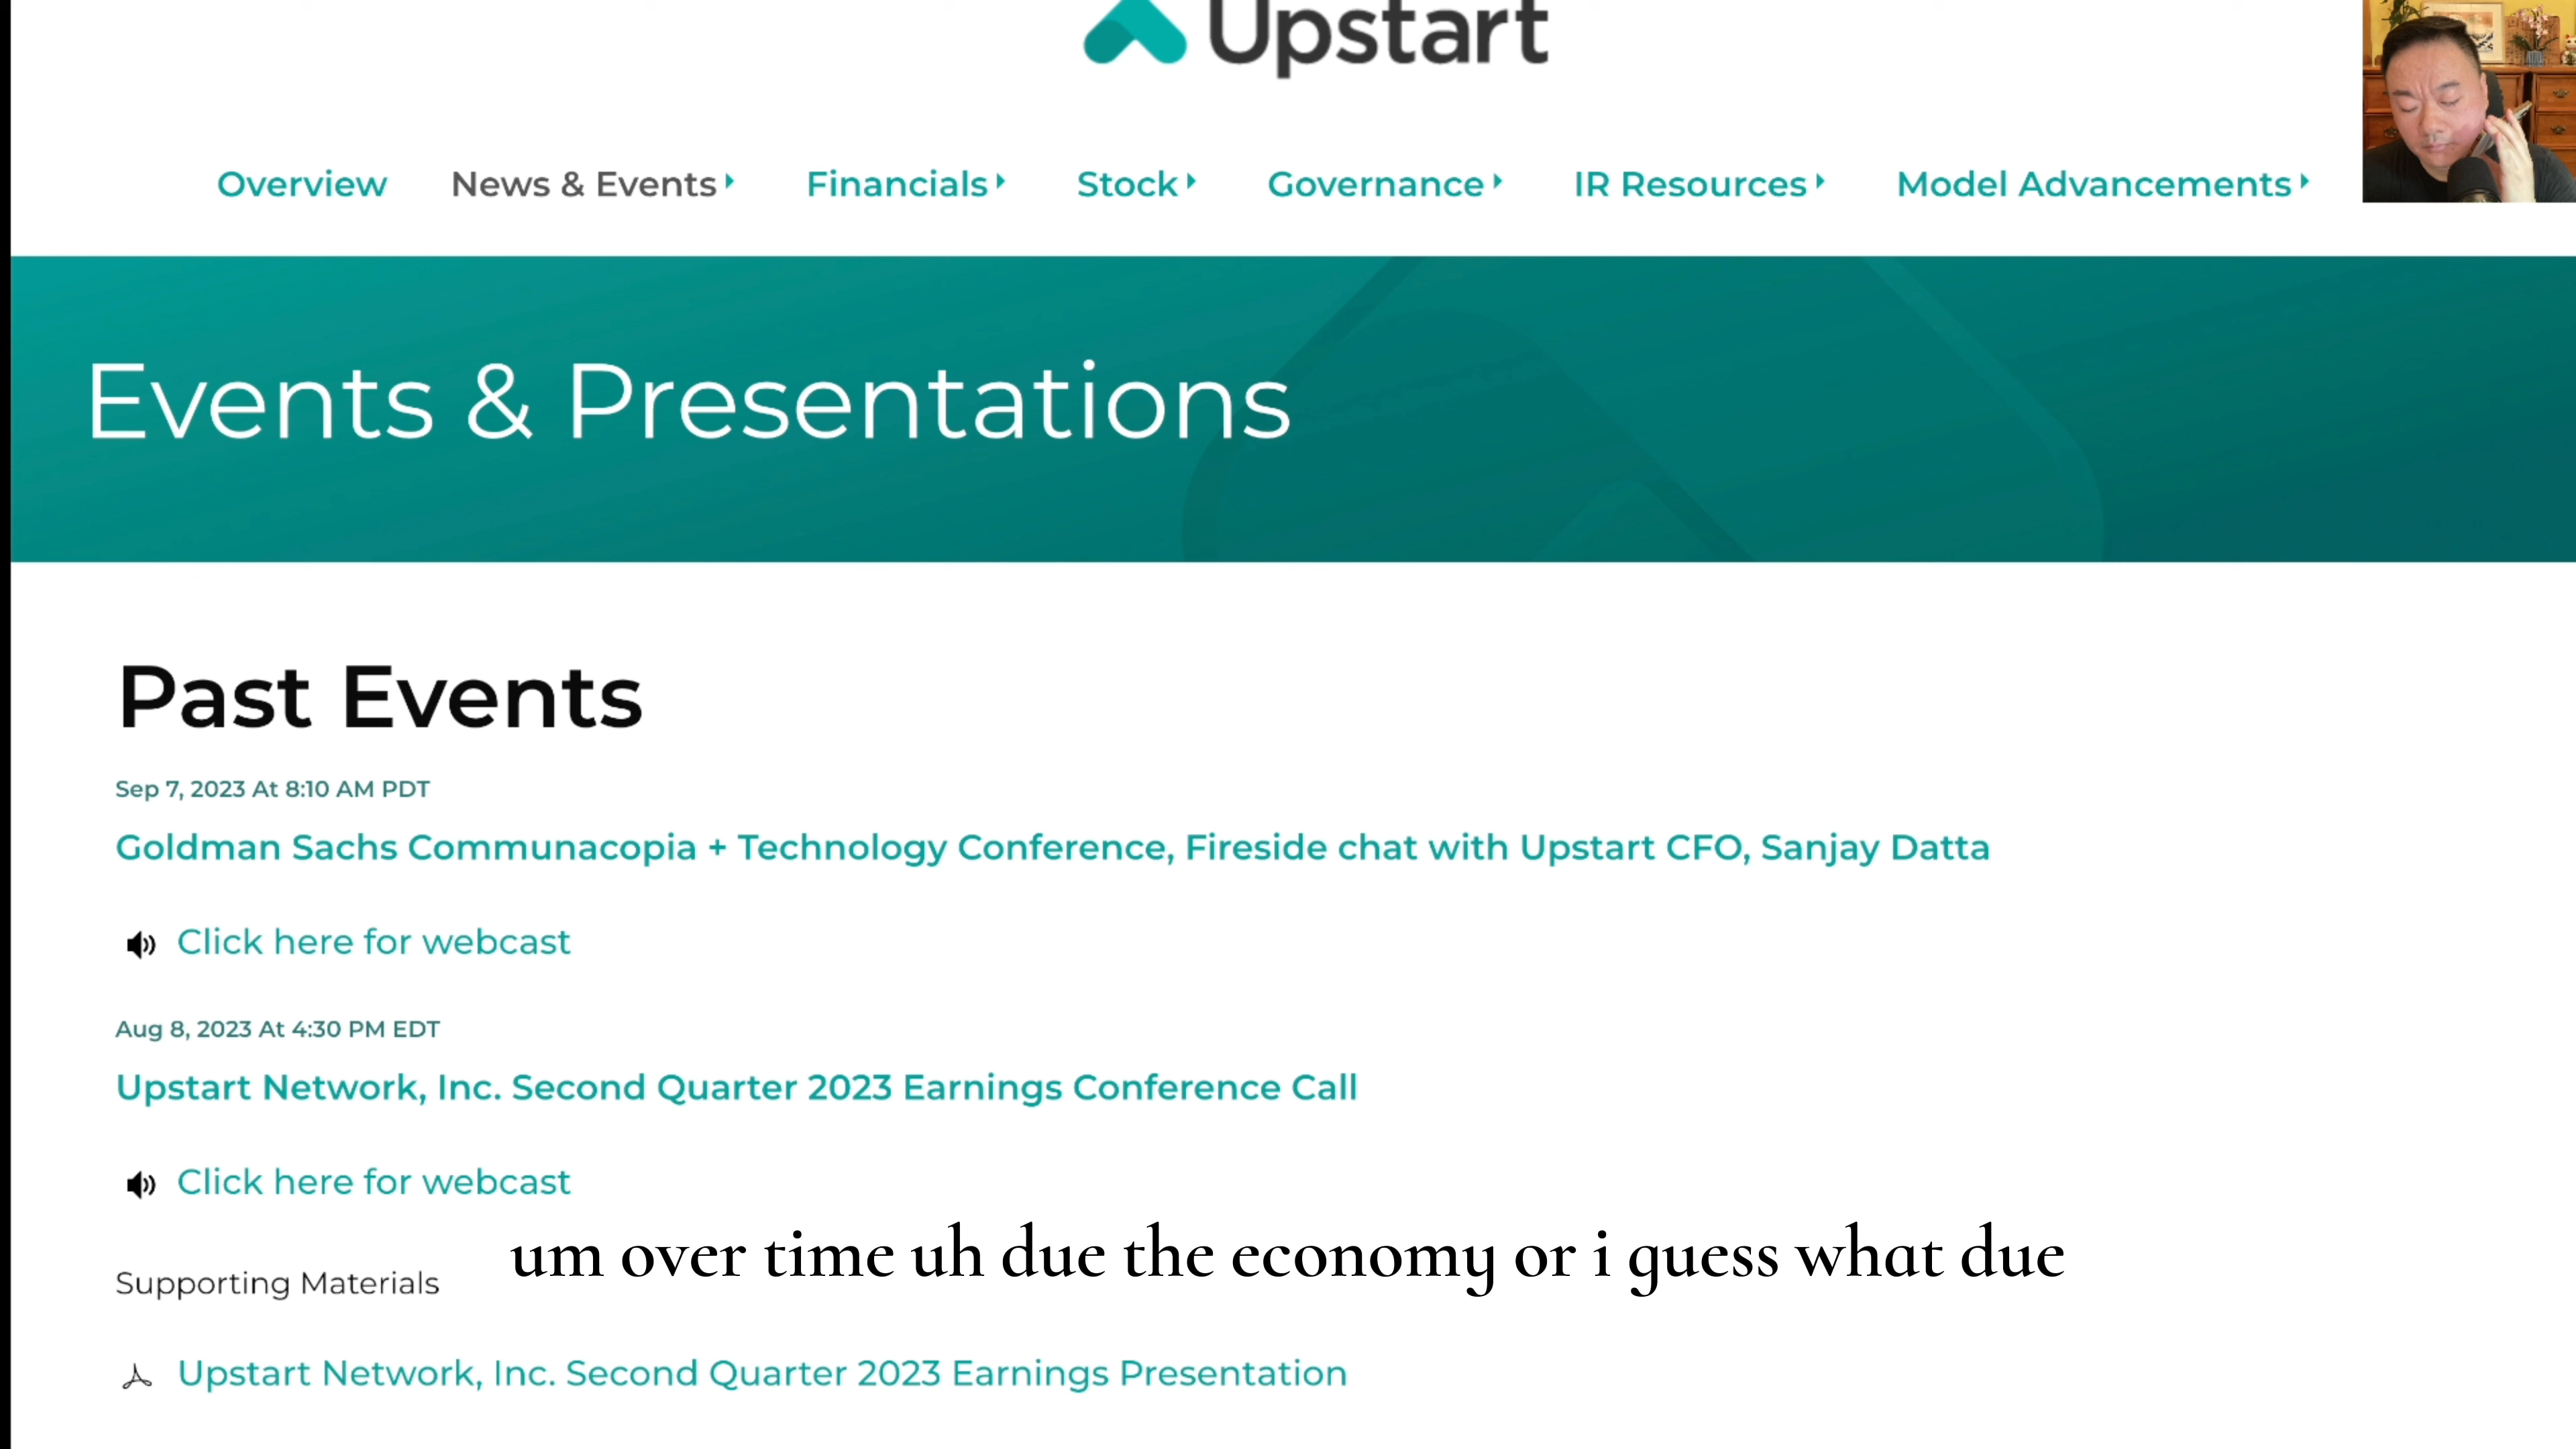 Upstart
Overview
News & Events
Financials
Stock
Governance
IR Resources
Model Advancements
Events & Presentations
Past Events
Sep 7, 2023 At 8:10 AM PDT
Goldman Sachs Communacopia + Technology Conference, Fireside chat with Upstart CFO, Sanjay Datta
Click here for webcast
Aug 8, 2023 At 4:30 PM EDT
Upstart Network, Inc. Second Quarter 2023 Earnings Conference Call
Click here for webcast
um over time uh due the economy or i guess what due
Supporting Materials
Upstart Network, Inc. Second Quarter 2023 Earnings Presentation